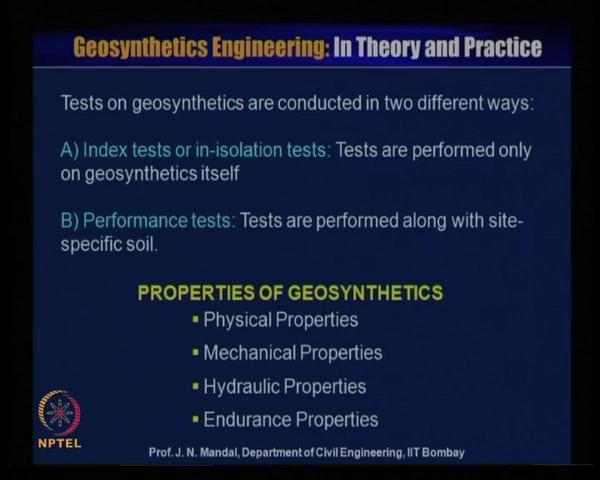 Geosynthetics Engineering: In Theory and Practice
Tests on geosynthetics are conducted in two different ways:
A) Index tests or in-isolation tests: Tests are performed only
on geosynthetics itself
B) Performance tests: Tests are performed along with site-
specific soil.
PROPERTIES OF GEOSYNTHETICS
▪ Physical Properties
▪ Mechanical Properties
▪ Hydraulic Properties
▪ Endurance Properties
NPTEL
Prof. J. N. Mandal, Department of Civil Engineering, IIT Bombay